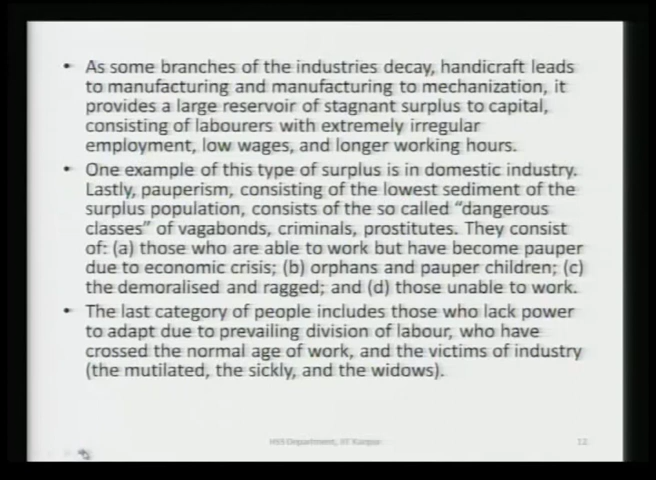 • As some branches of the industries decay, handicraft leads
to manufacturing and manufacturing to mechanization, it
provides a large reservoir of stagnant surplus to capital,
consisting of labourers with extremely irregular
employment, low wages, and longer working hours.
• One example of this type of surplus is in domestic industry.
Lastly, pauperism, consisting of the lowest sediment of the
surplus population, consists of the so called “dangerous
classes” of vagabonds, criminals, prostitutes. They consist
of: (a) those who are able to work but have become pauper
due to economic crisis; (b) orphans and pauper children; (c)
the demoralised and ragged; and (d) those unable to work.
• The last category of people includes those who lack power
to adapt due to prevailing division of labour, who have
crossed the normal age of work, and the victims of industry
(the mutilated, the sickly, and the widows).
HSS Department, IIT Kanpur 12